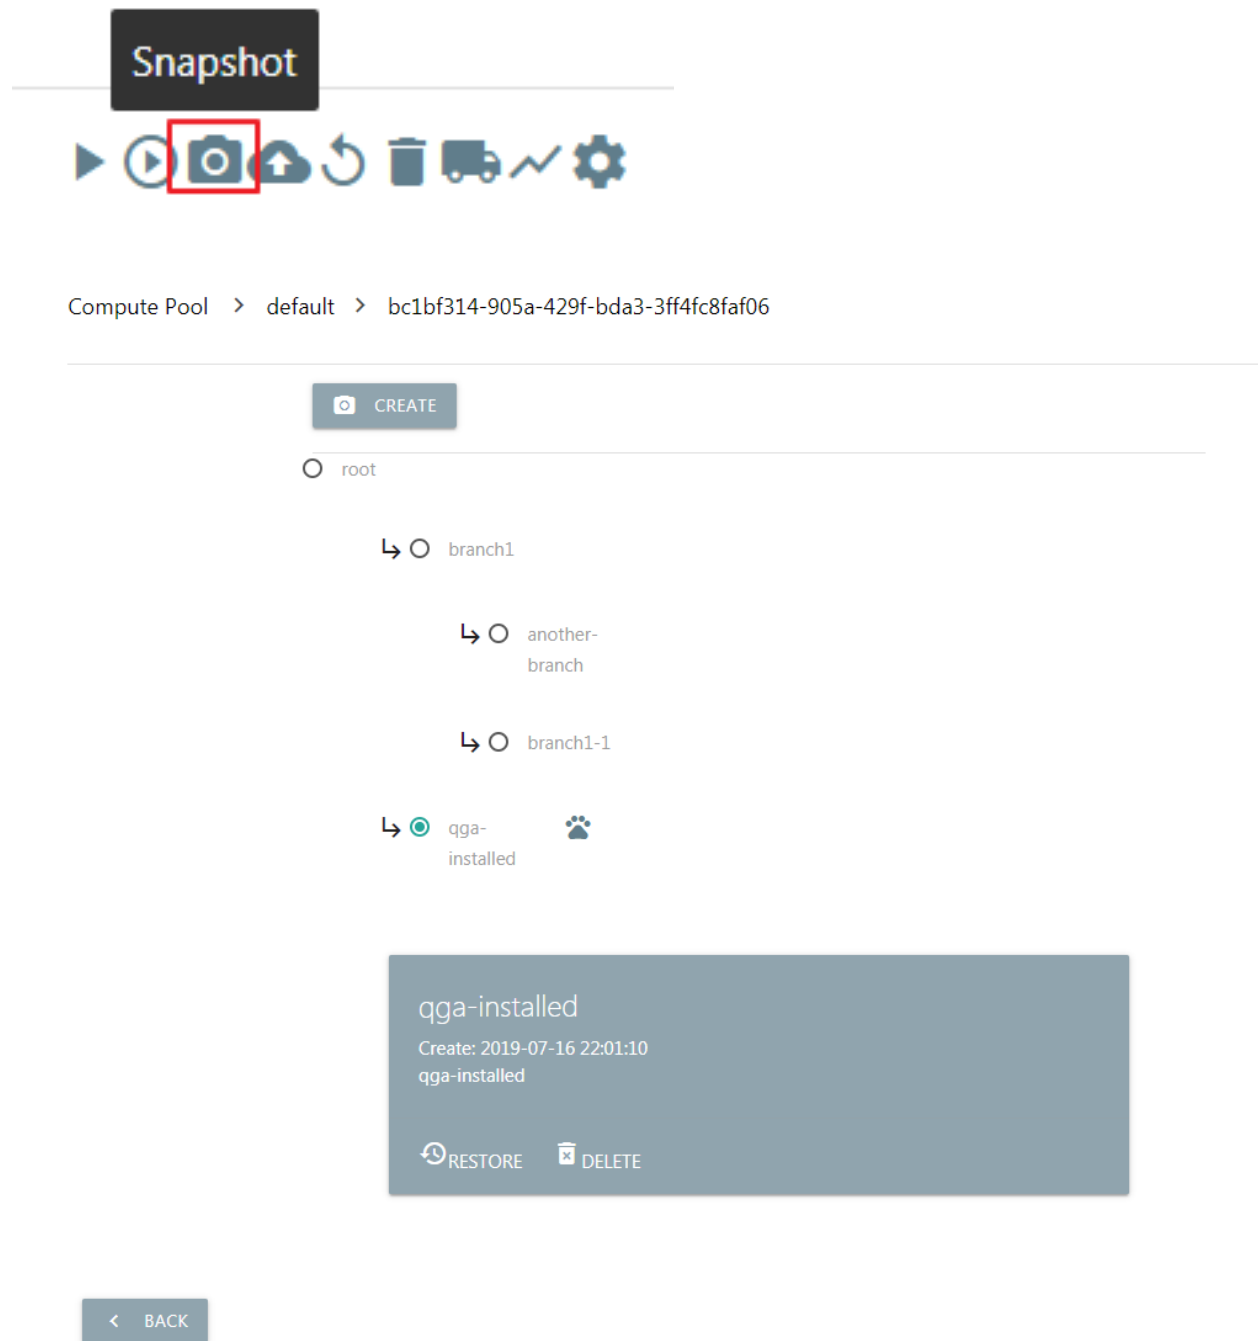 Snapshot
Compute Pool > default > bc1bf314-905a-429f-bda3-3ff4fc8faf06
CREATE
root
branch1
another-
branch
branch1-1
qga-
installed
qga-installed
Create: 2019-07-16 22:01:10
qga-installed
RESTORE DELETE
BACK